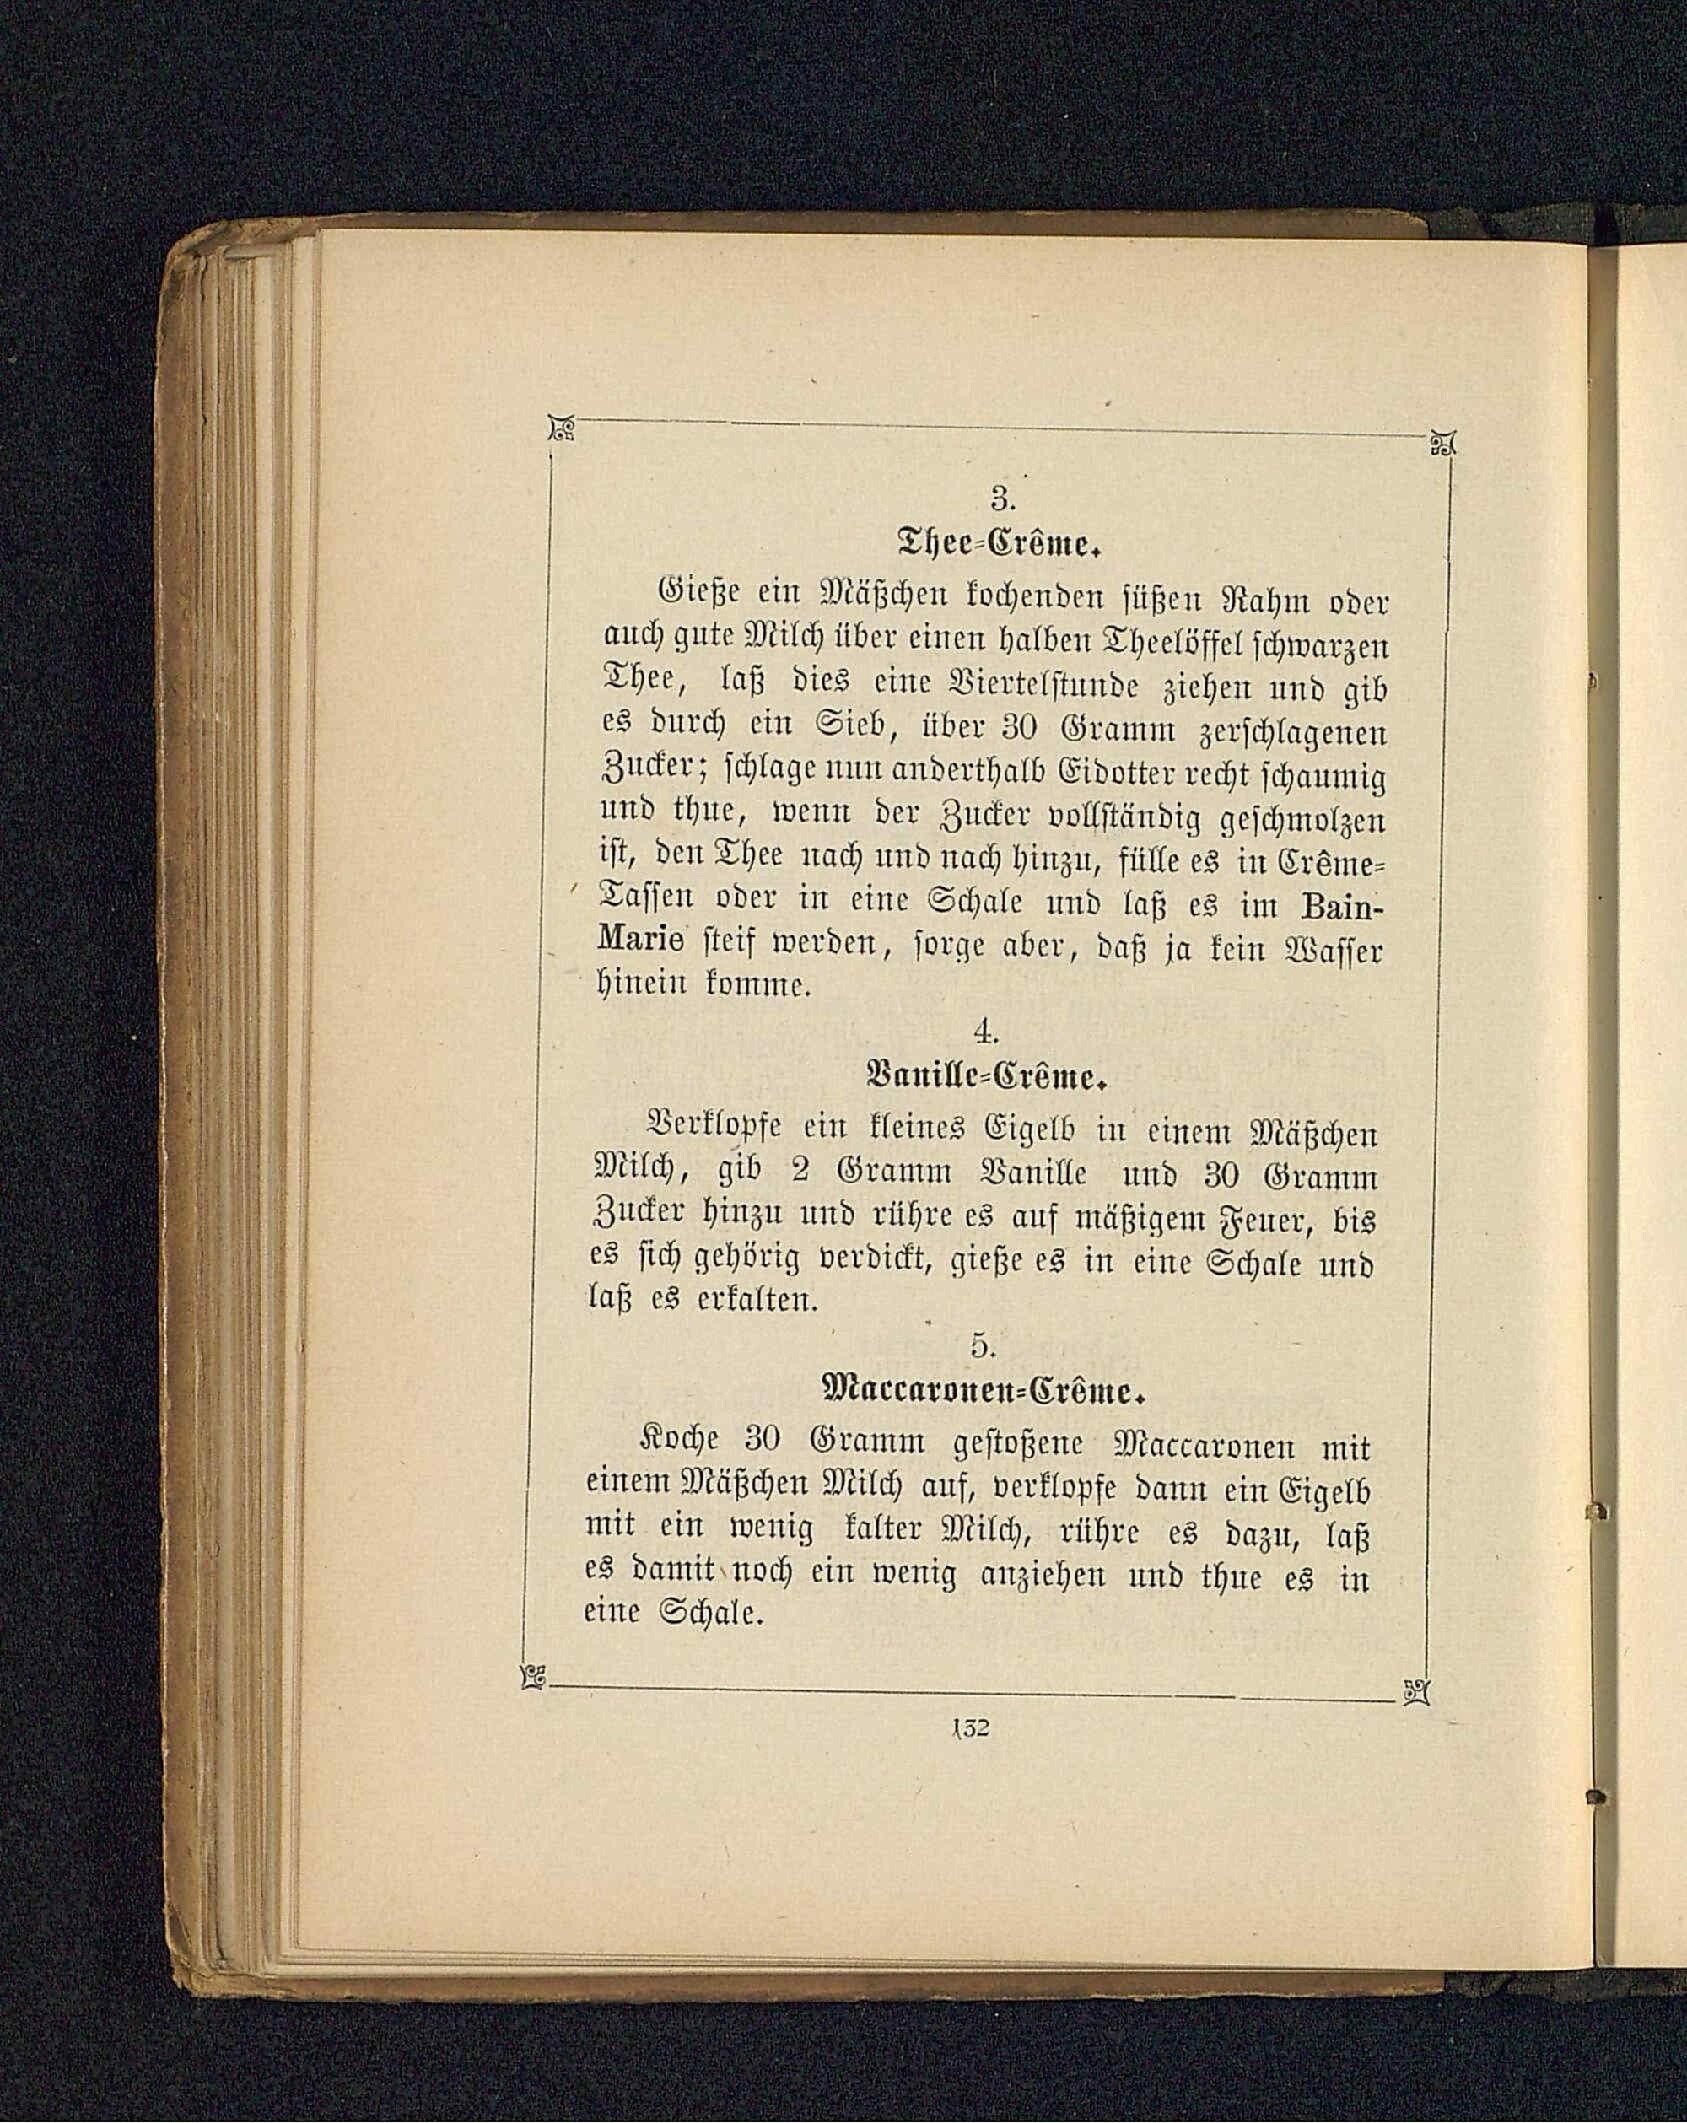 3.
Thee-Crême.
Gieße ein Mäßchen kochenden süßen Rahm oder
auch gute Milch über einen halben Theelöffel schwarzen
Thee, laß dies eine Viertelstunde ziehen und gib
es durch ein Sieb, über 30 Gramm zerschlagenen
Zucker; schlage nun anderthalb Eidotter recht schaumig
und thue, wenn der Zucker vollständig geschmolzen
ist, den Thee nach und nach hinzu, fülle es in Crême-
Tassen oder in eine Schale und laß es im Bain-
Marie steif werden, sorge aber, daß ja kein Wasser
hinein komme.
4.
Vanille-Crême.
Verklopfe ein kleines Eigelb in einem Mäßchen
Milch, gib 2 Gramm Vanille und 30 Gramm
Zucker hinzu und rühre es auf mäßigem Feuer, bis
es sich gehörig verdickt, gieße es in eine Schale und
laß es erkalten.
5.
Maccaronen-Crême.
Koche 30 Gramm gestoßene Maccaronen mit
einem Mäßchen Milch auf, verklopfe dann ein Eigelb
mit ein wenig kalter Milch, rühre es dazu, laß
es damit noch ein wenig anziehen und thue es in
eine Schale.
132